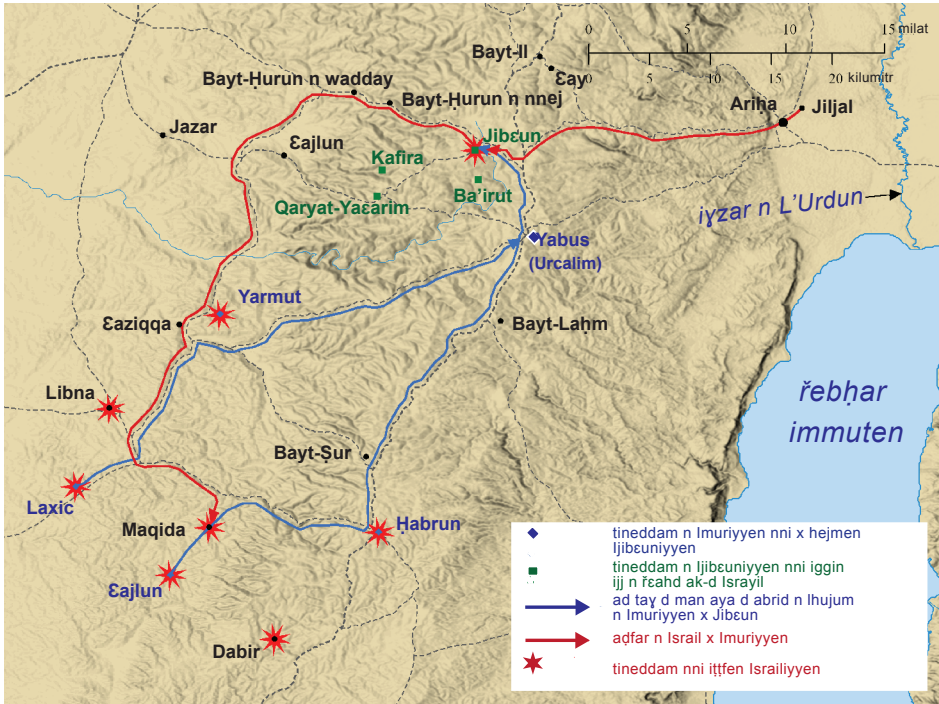 Bayt-Il
0 5 10 15 milat
0 5 10 15 20 kilumitr
Ɛay
Bayt-Ḥurun n wadday
Bayt-Ḥurun n nnej
Ariha
Jiljal
Jazar
Ɛajlun
Jibɛun
Kafira
Ba'irut
Qaryat-Yaɛarim
iɣzar n L'Urdun
Yabus
(Urcalim)
Yarmut
Ɛaziqqa
Bayt-Laḥm
Libna
řebḥar
immuten
Bayt-Ṣur
Laxic
Maqida
Ḥabrun
Ɛajlun
Dabir
tineddam n Imuriyyen nni x hejmen
Ijibɛuniyyen
tineddam n Ijibɛuniyyen nni iggin
ijj n řɛahd ak-d Israyil
ad taɣ d man aya d abrid n lhujum
n Imuriyyen x Jibɛun
aḍfar n Israil x Imuriyyen
tineddam nni iṭṭfen Israiliyyen